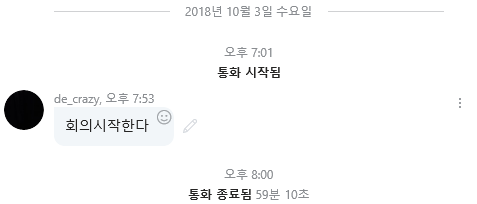 2018년 10월 3일 수요일
오후 7:01
통화 시작됨
de_crazy, 오후 7:53
회의시작한다
오후 8:00
통화 종료됨 59분 10초